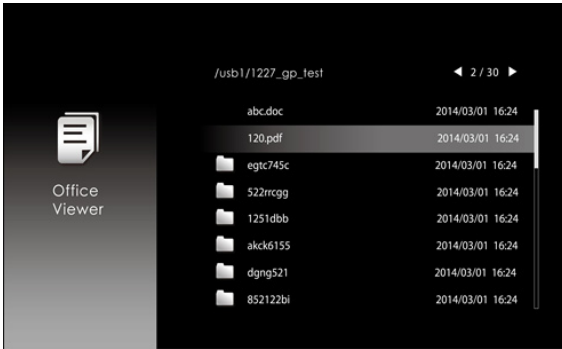 /usb1/1227_gp_test ◀ 2 / 30 ▶
abc.doc 2014/03/01 16:24
120.pdf 2014/03/01 16:24
egtc745c 2014/03/01 16:24
522rrcgg 2014/03/01 16:24
1251dbb 2014/03/01 16:24
akck6155 2014/03/01 16:24
dgng521 2014/03/01 16:24
852122bi 2014/03/01 16:24
Office
Viewer